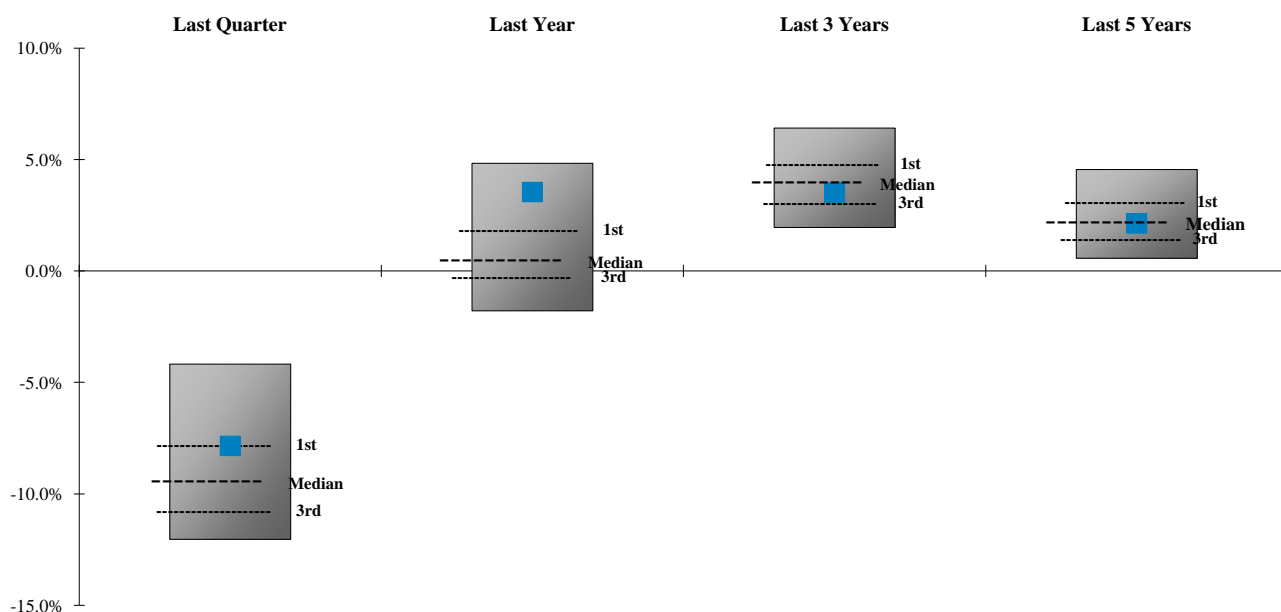 Last Quarter Last Year Last 3 Years Last 5 Years
10.0%
5.0%
0.0%
-5.0%
-10.0%
-15.0%
1st
Median
3rd
1st
Median
3rd
1st
Median
3rd
1st
Median
3rd